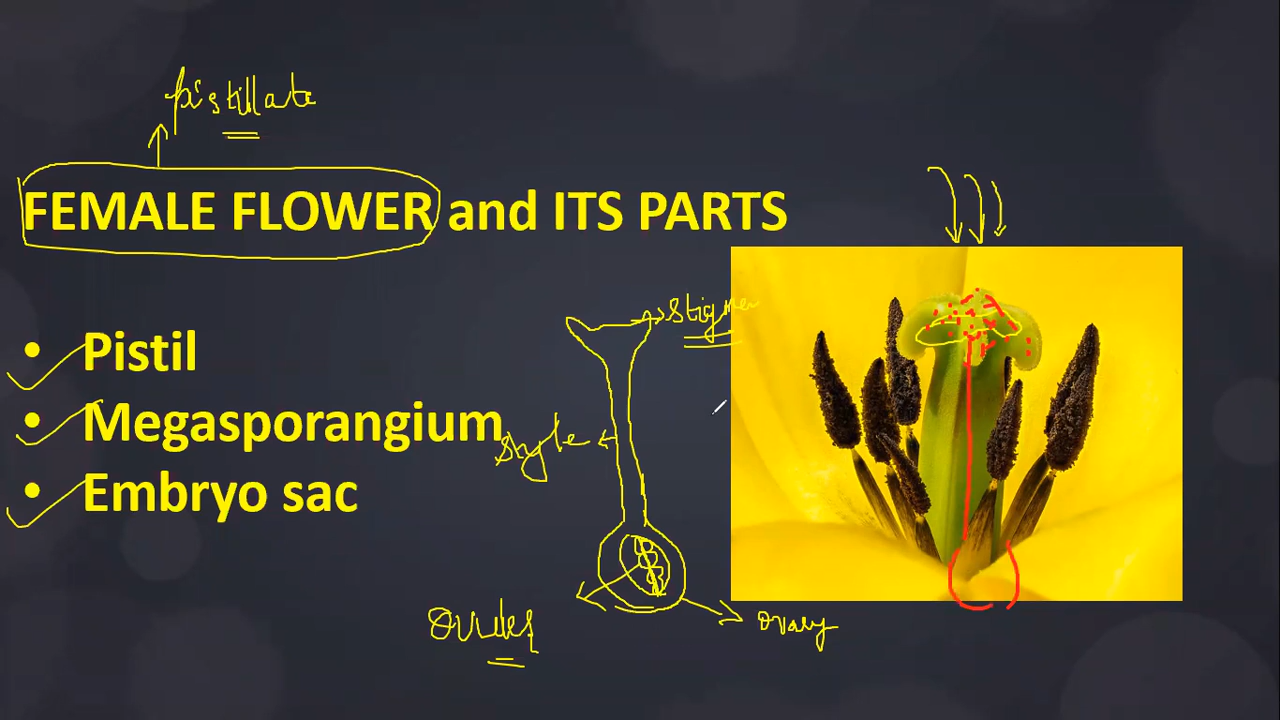 pistillate
FEMALE FLOWER and ITS PARTS
stigma
• Pistil
• Megasporangium
style
• Embryo sac
ovules
ovary